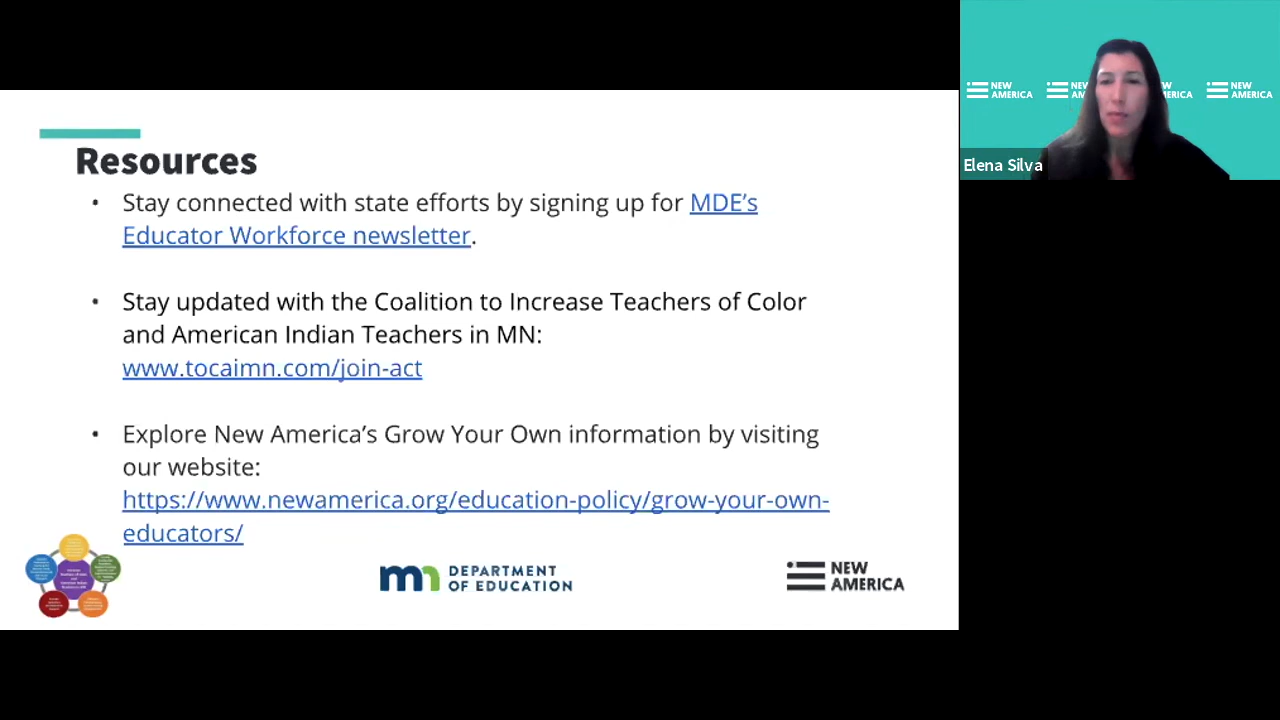 Resources
• Stay connected with state efforts by signing up for MDE’s
Educator Workforce newsletter.
• Stay updated with the Coalition to Increase Teachers of Color
and American Indian Teachers in MN:
www.tocaimn.com/join-act
• Explore New America’s Grow Your Own information by visiting
our website:
https://www.newamerica.org/education-policy/grow-your-own-
educators/
mn DEPARTMENT
OF EDUCATION
NEW
AMERICA
NEW
AMERICA
NEW
AMERICA
Elena Silva